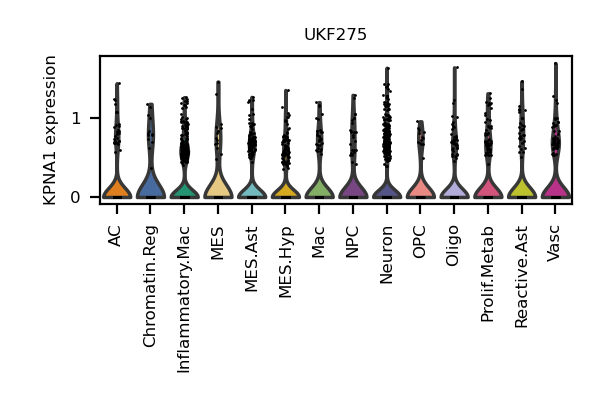 UKF275
KPNA1 expression
1
0
AC
Chromatin.Reg
Inflammatory.Mac
MES
MES.Ast
MES.Hyp
Mac
NPC
Neuron
OPC
Oligo
Prolif.Metab
Reactive.Ast
Vasc